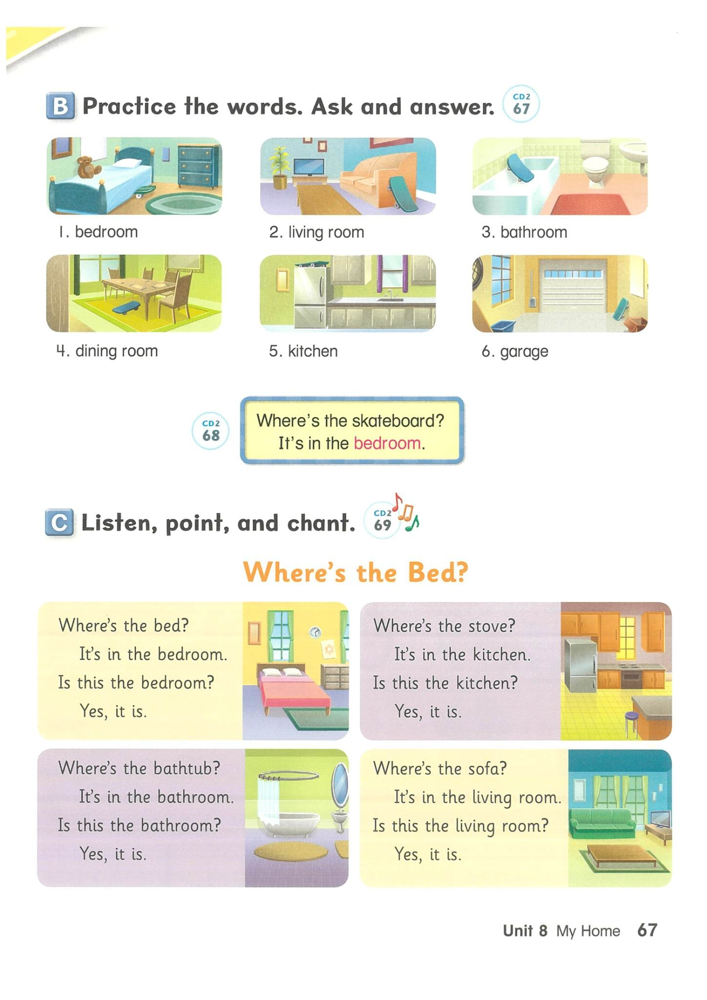 B Practice the words. Ask and answer. CD2 67
1. bedroom
2. living room
3. bathroom
4. dining room
5. kitchen
6. garage
CD2 68
Where's the skateboard?
It's in the bedroom.
C Listen, point, and chant. CD2 69
Where's the Bed?
Where's the bed?
It's in the bedroom.
Is this the bedroom?
Yes, it is.
Where's the stove?
It's in the kitchen.
Is this the kitchen?
Yes, it is.
Where's the bathtub?
It's in the bathroom.
Is this the bathroom?
Yes, it is.
Where's the sofa?
It's in the living room.
Is this the living room?
Yes, it is.
Unit 8 My Home 67